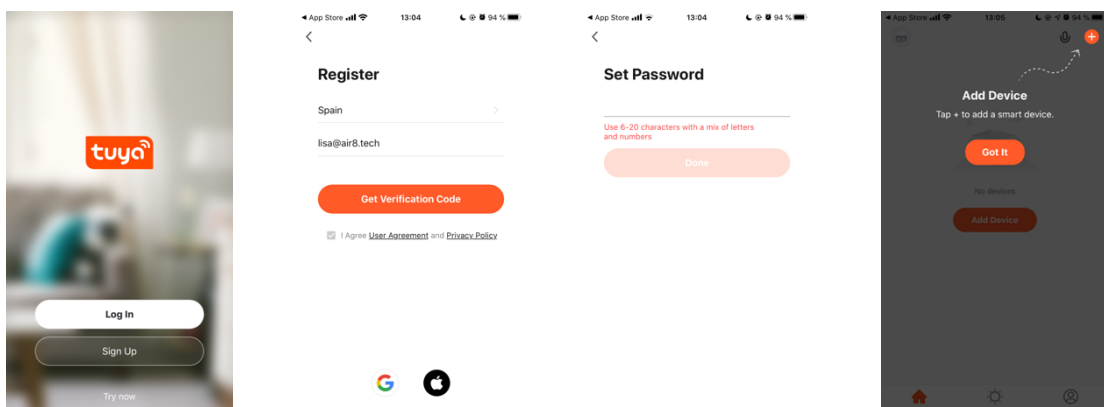 tuya
Log In
Sign Up
Try now
App Store 13:04 94 %
Register
Spain
lisa@air8.tech
Get Verification Code
I Agree User Agreement and Privacy Policy
App Store 13:04 94 %
Set Password
Use 6-20 characters with a mix of letters
and numbers
Done
App Store 13:05 94 %
Add Device
Tap + to add a smart device.
Got It
No devices
Add Device